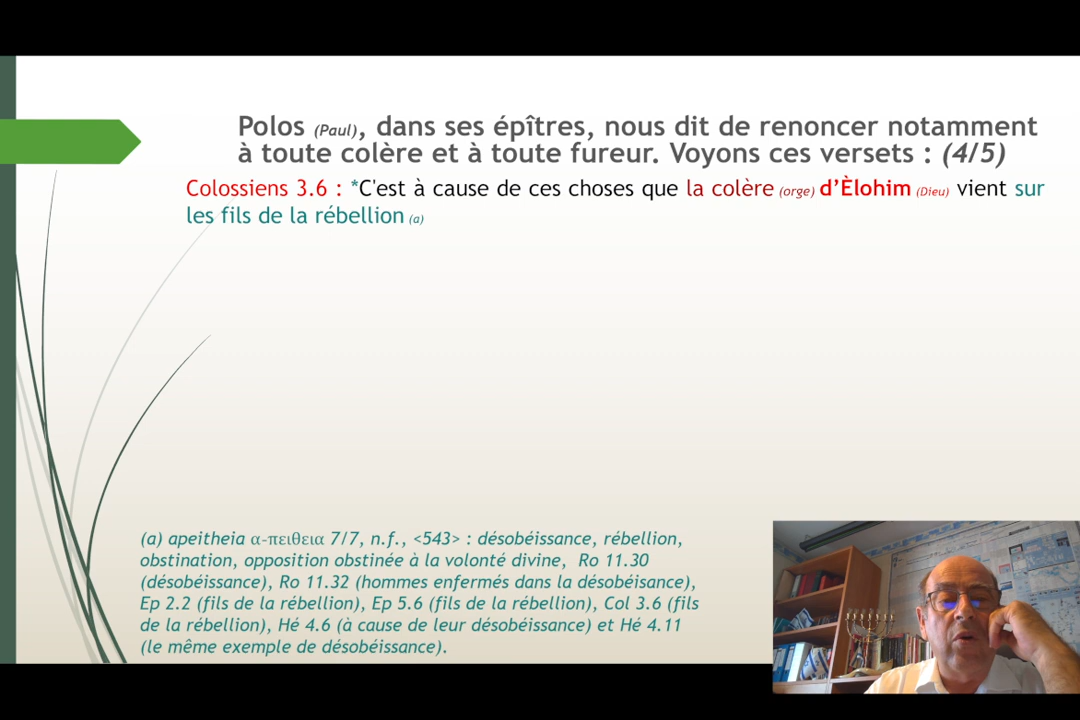 Polos (Paul), dans ses épîtres, nous dit de renoncer notamment
à toute colère et à toute fureur. Voyons ces versets : (4/5)
Colossiens 3.6 : *C'est à cause de ces choses que la colère (orge) d’Èlohim (Dieu) vient sur
les fils de la rébellion (a)
(a) apeitheia α-πειθεια 7/7, n.f., <543> : désobéissance, rébellion,
obstination, opposition obstinée à la volonté divine, Ro 11.30
(désobéissance), Ro 11.32 (hommes enfermés dans la désobéisance),
Ep 2.2 (fils de la rébellion), Ep 5.6 (fils de la rébellion), Col 3.6 (fils
de la rébellion), Hé 4.6 (à cause de leur désobéissance) et Hé 4.11
(le même exemple de désobéissance).